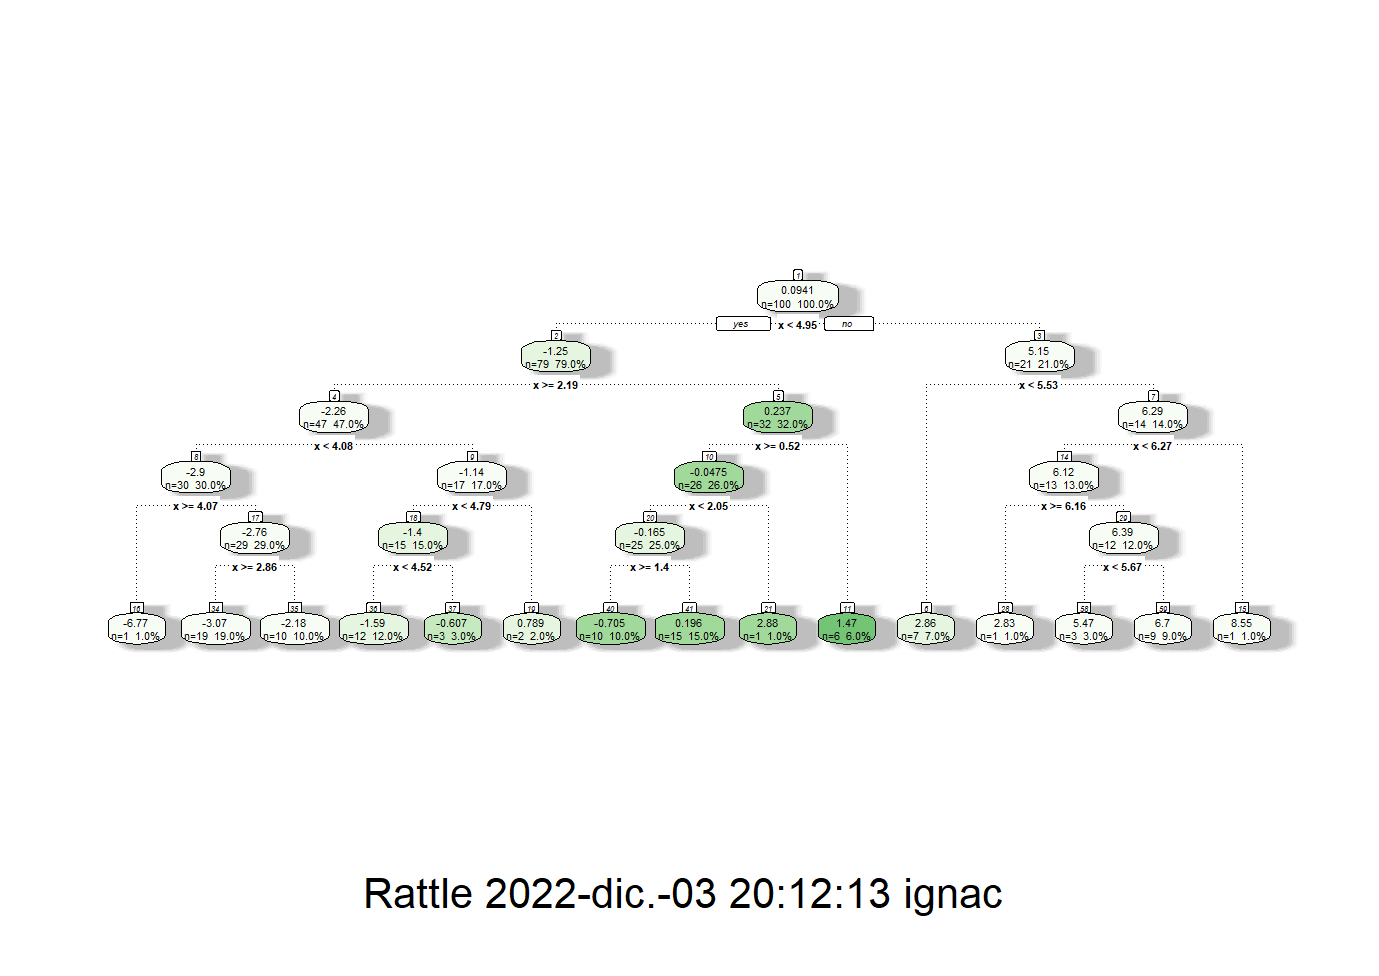 1
0.0941
n=100 100.0%
yes x < 4.95 no
2 3
-1.25 5.15
n=79 79.0% n=21 21.0%
x >= 2.19 x < 5.53
4 5 7
-2.26 0.237 6.29
n=47 47.0% n=32 32.0% n=14 14.0%
x < 4.08 x >= 0.52 x < 6.27
8 9 10 14
-2.9 -1.14 -0.0475 6.12
n=30 30.0% n=17 17.0% n=26 26.0% n=13 13.0%
x >= 4.07 x < 4.79 x < 2.05 x >= 6.16
17 18 20 29
-2.76 -1.4 -0.165 6.39
n=29 29.0% n=15 15.0% n=25 25.0% n=12 12.0%
x >= 2.86 x < 4.52 x >= 1.4 x < 5.67
16 34 35 36 37 19 40 41 21 11 6 28 58 59 15
-6.77 -3.07 -2.18 -1.59 -0.607 0.789 -0.705 0.196 2.88 1.47 2.86 2.83 5.47 6.7 8.55
n=1 1.0% n=19 19.0% n=10 10.0% n=12 12.0% n=3 3.0% n=2 2.0% n=10 10.0% n=15 15.0% n=1 1.0% n=6 6.0% n=7 7.0% n=1 1.0% n=3 3.0% n=9 9.0% n=1 1.0%
Rattle 2022-dic.-03 20:12:13 ignac